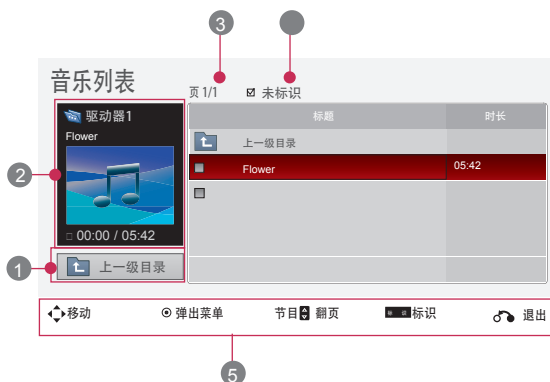 3
音乐列表
页 1/1
未标识
驱动器1
Flower
00:00 / 05:42
标题 时长
上一级目录
Flower 05:42
2
1
上一级目录
移动 弹出菜单 节目 翻页 标识 退出
5